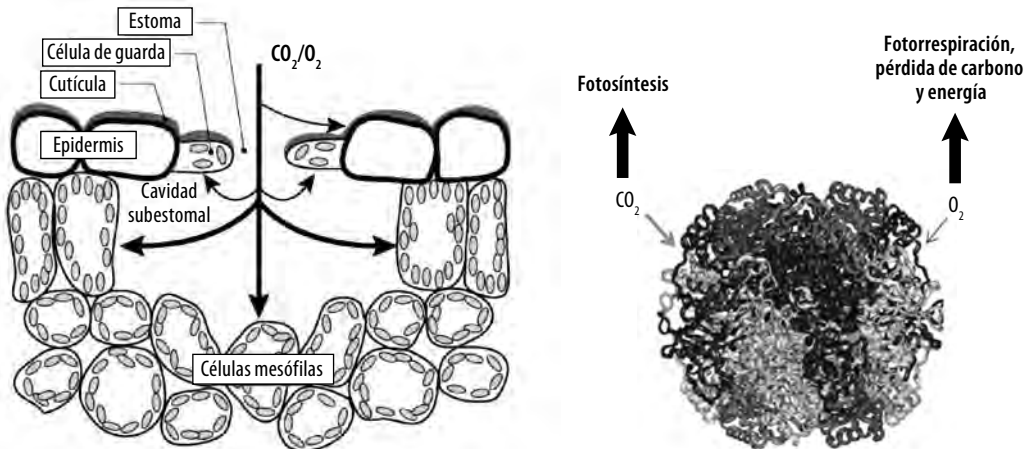 Estoma
Célula de guarda
Cutícula
CO₂/O₂
Epidermis
Cavidad
subestomal
Células mesófilas
Fotosíntesis
CO₂
Fotorrespiración,
pérdida de carbono
y energía
O₂